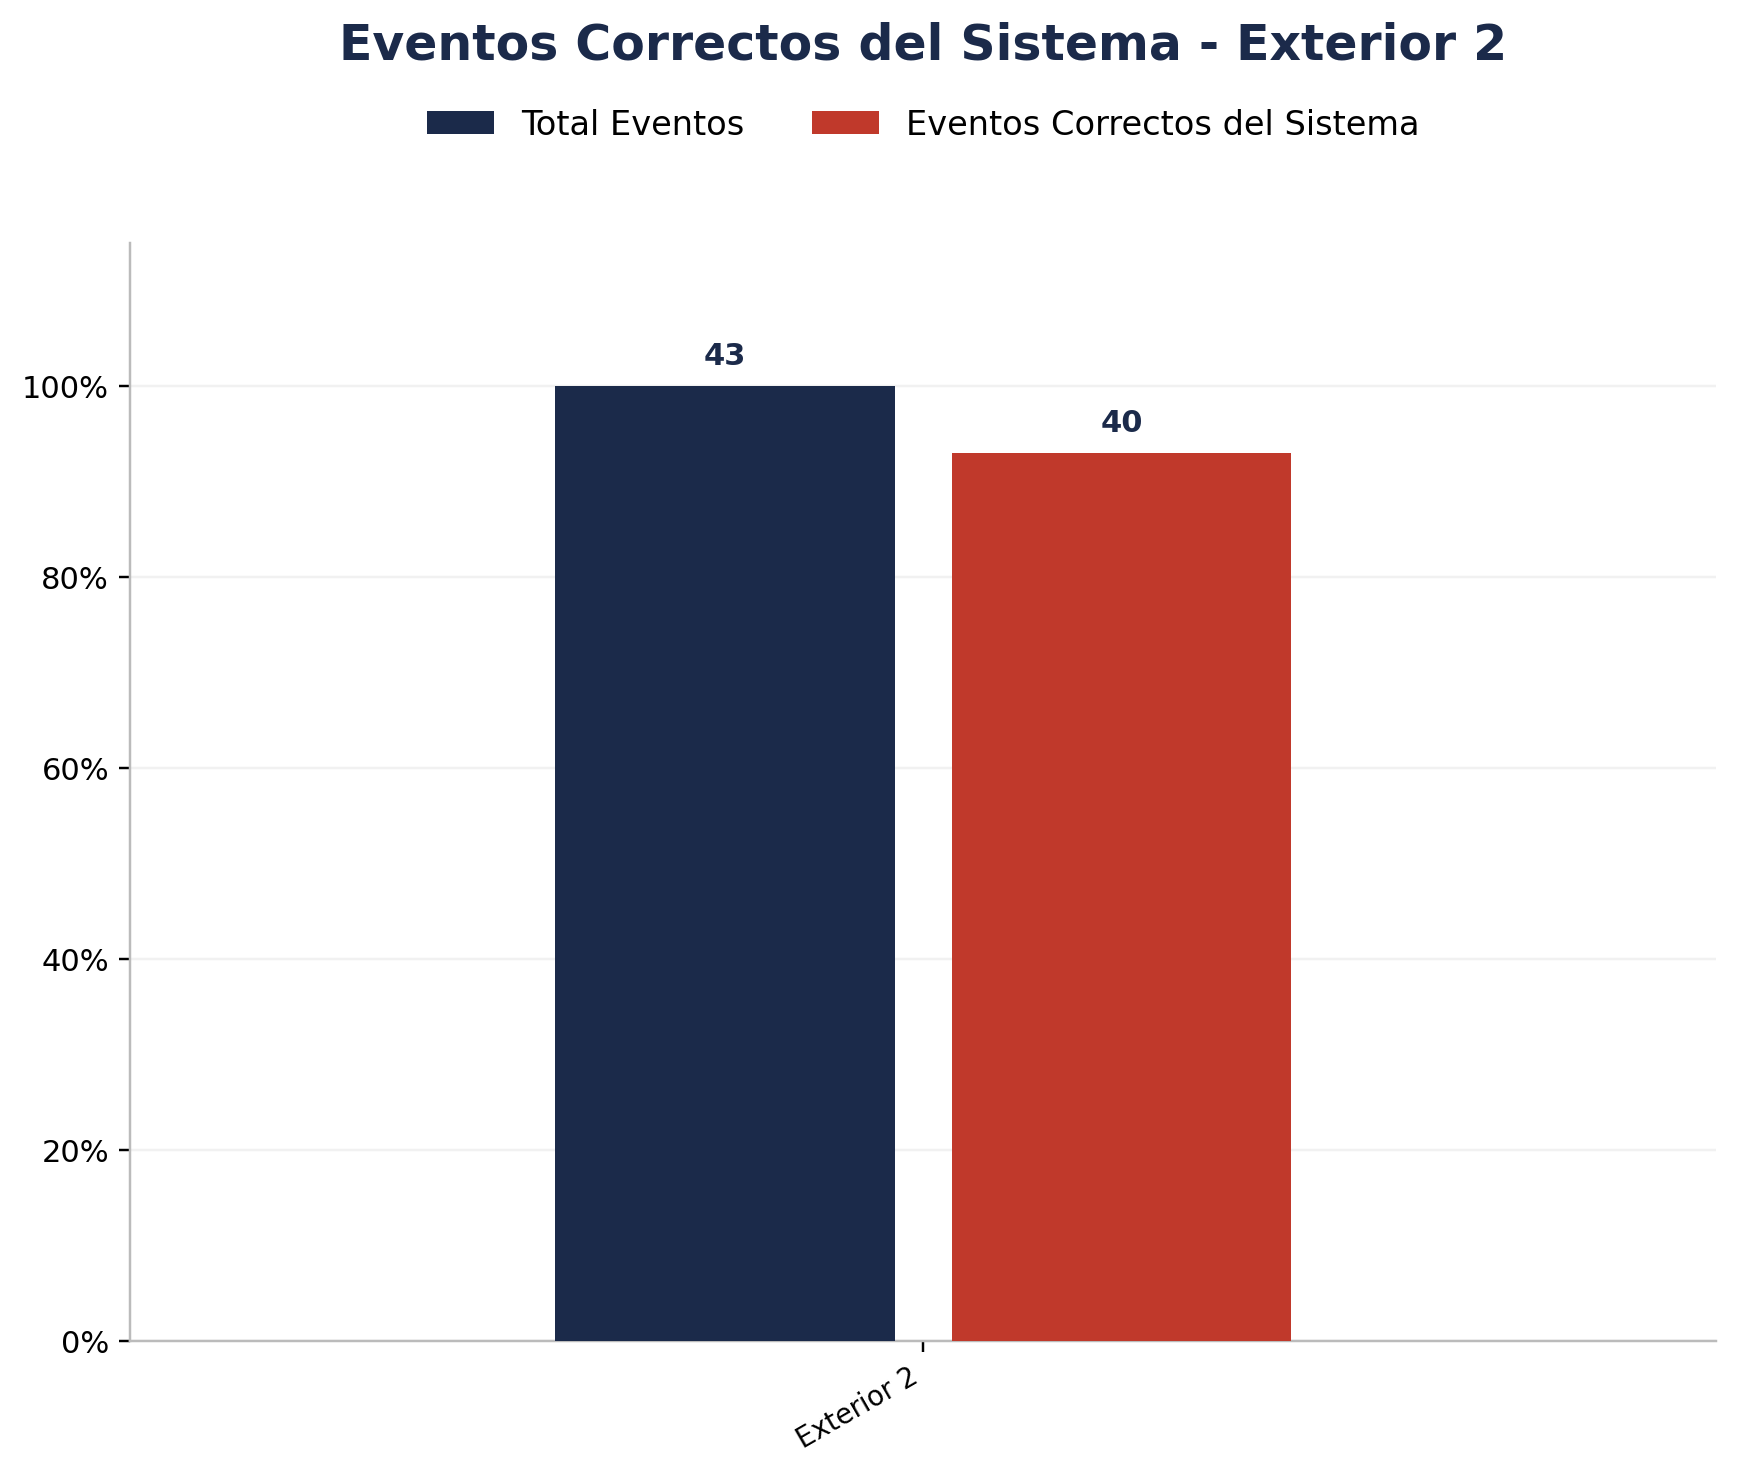 Eventos Correctos del Sistema - Exterior 2
Total Eventos
Eventos Correctos del Sistema
43
100%
40
80%
60%
40%
20%
0%
Exterior 2